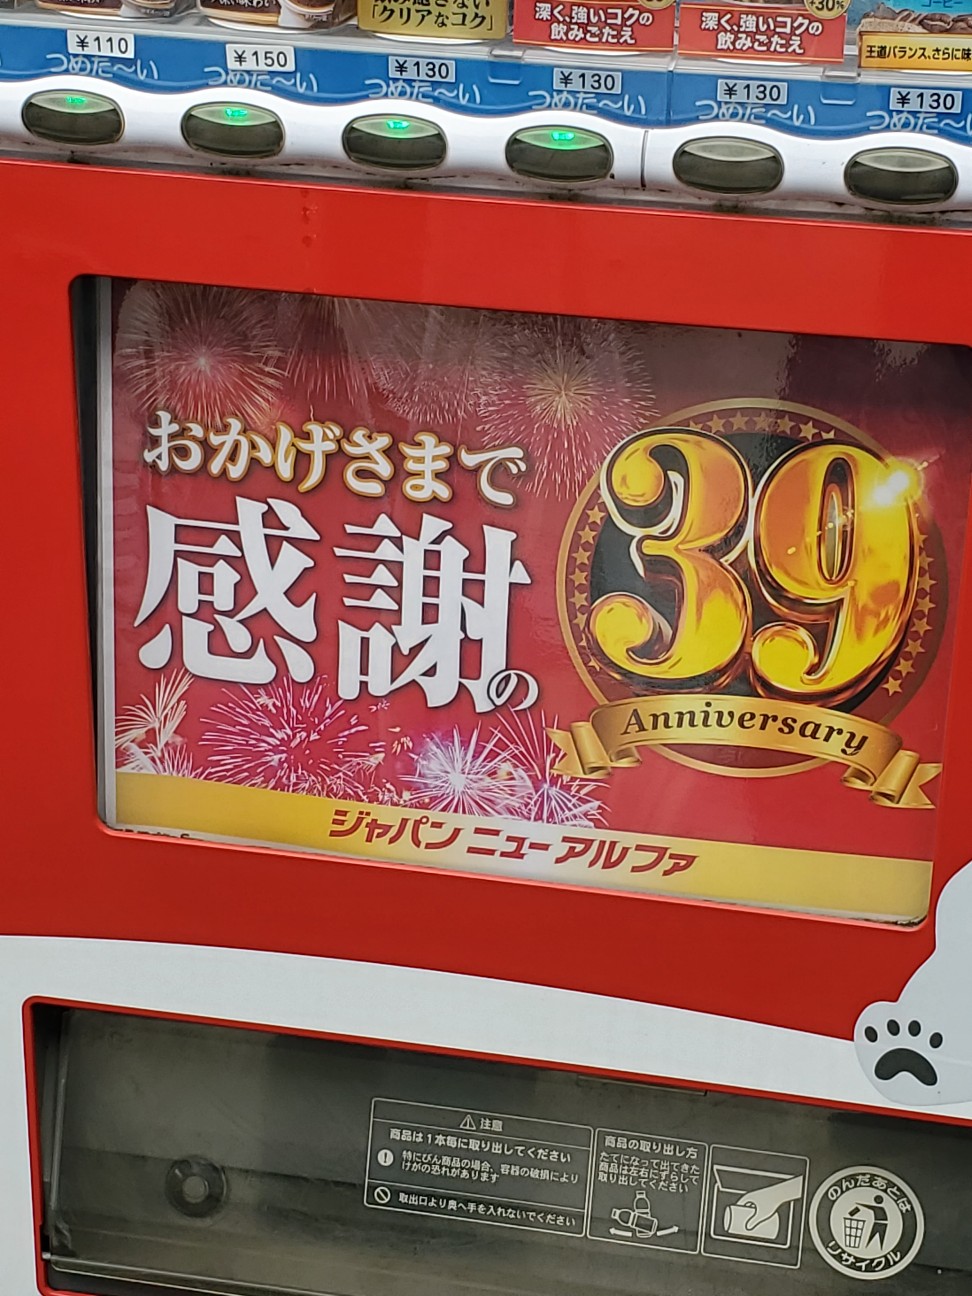 「クリアなコク」
深く、強いコクの
飲みごたえ
深く、強いコクの
飲みごたえ
+30%
コーヒー
王道バランス、さらに味
¥110
¥150
¥130
¥130
¥130
¥130
つめた〜い
つめた〜い
つめた〜い
つめた〜い
つめた〜い
つめた〜い
おかげさまで
感謝の
39
Anniversary
ジャパン ニューアルファ
注意
商品は1本毎に取り出してください
特にびん商品の場合、容器の破損により
けがの恐れがあります
取出口より奥へ手を入れないでください
商品の取り出し方
たてになって出てきた
商品は左右にずらして
取り出してください
のんだあとは
リサイクル